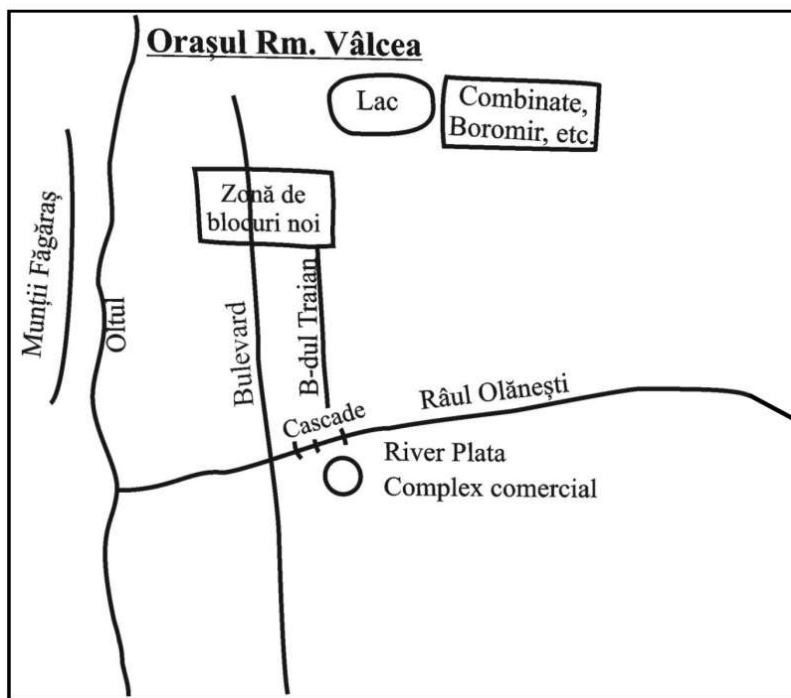 Orașul Rm. Vâlcea
Lac
Combinate,
Boromir, etc.
Zonă de
blocuri noi
Munții Făgăraș
Oltul
Bulevard
B-dul Traian
Cascade
Râul Olănești
River Plata
Complex comercial